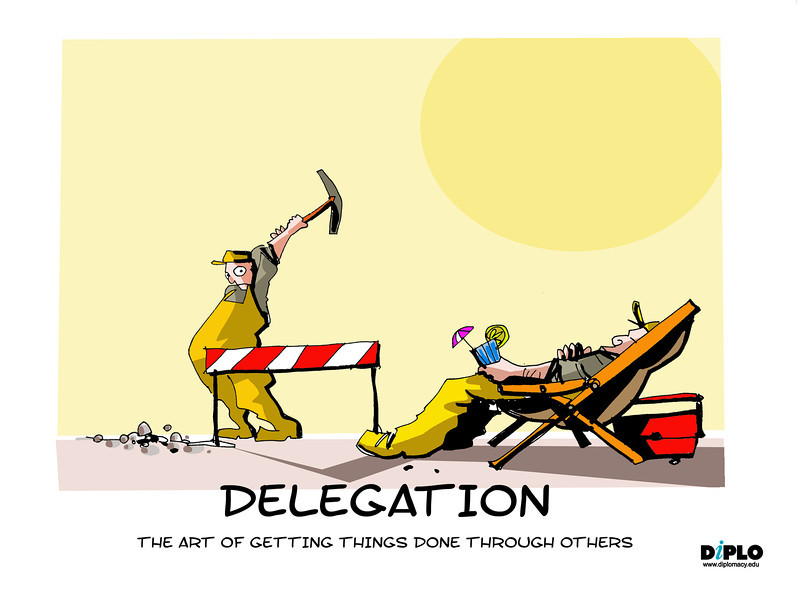 DELEGATION
THE ART OF GETTING THINGS DONE THROUGH OTHERS
DiPLO
www.diplomacy.edu